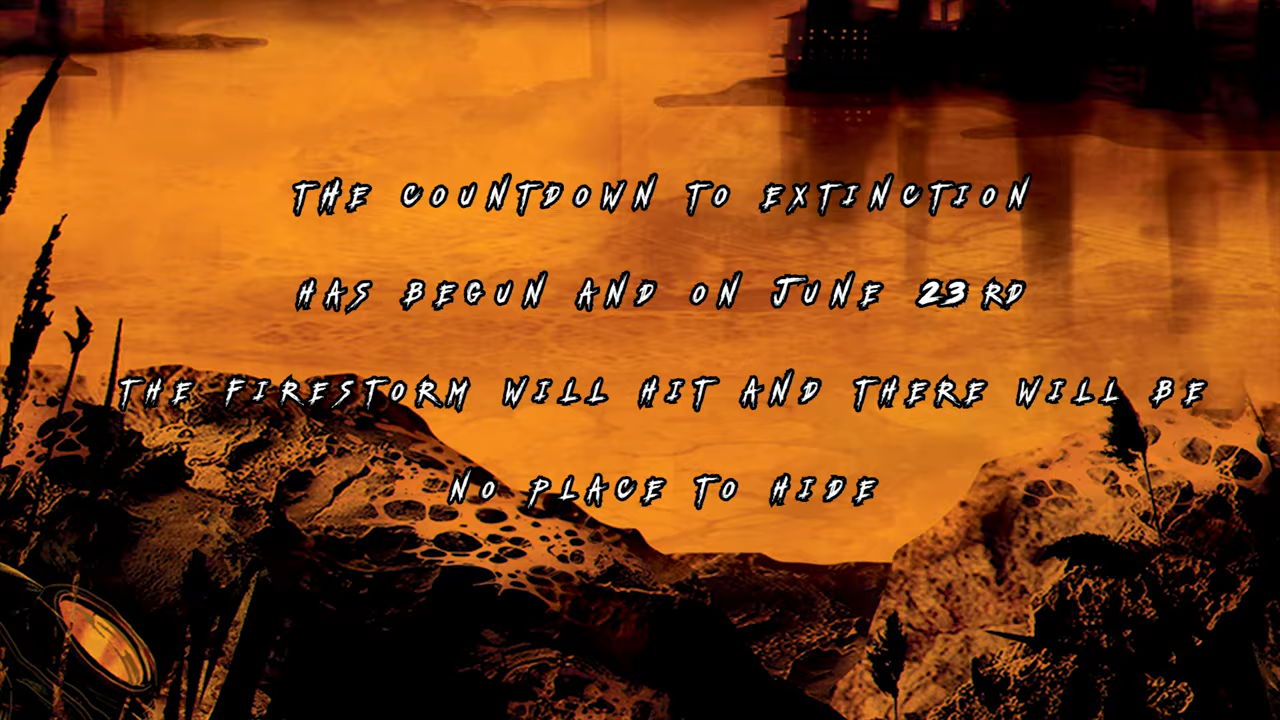 THE COUNTDOWN TO EXTINCTION
HAS BEGUN AND ON JUNE 23RD
THE FIRESTORM WILL HIT AND THERE WILL BE
NO PLACE TO HIDE